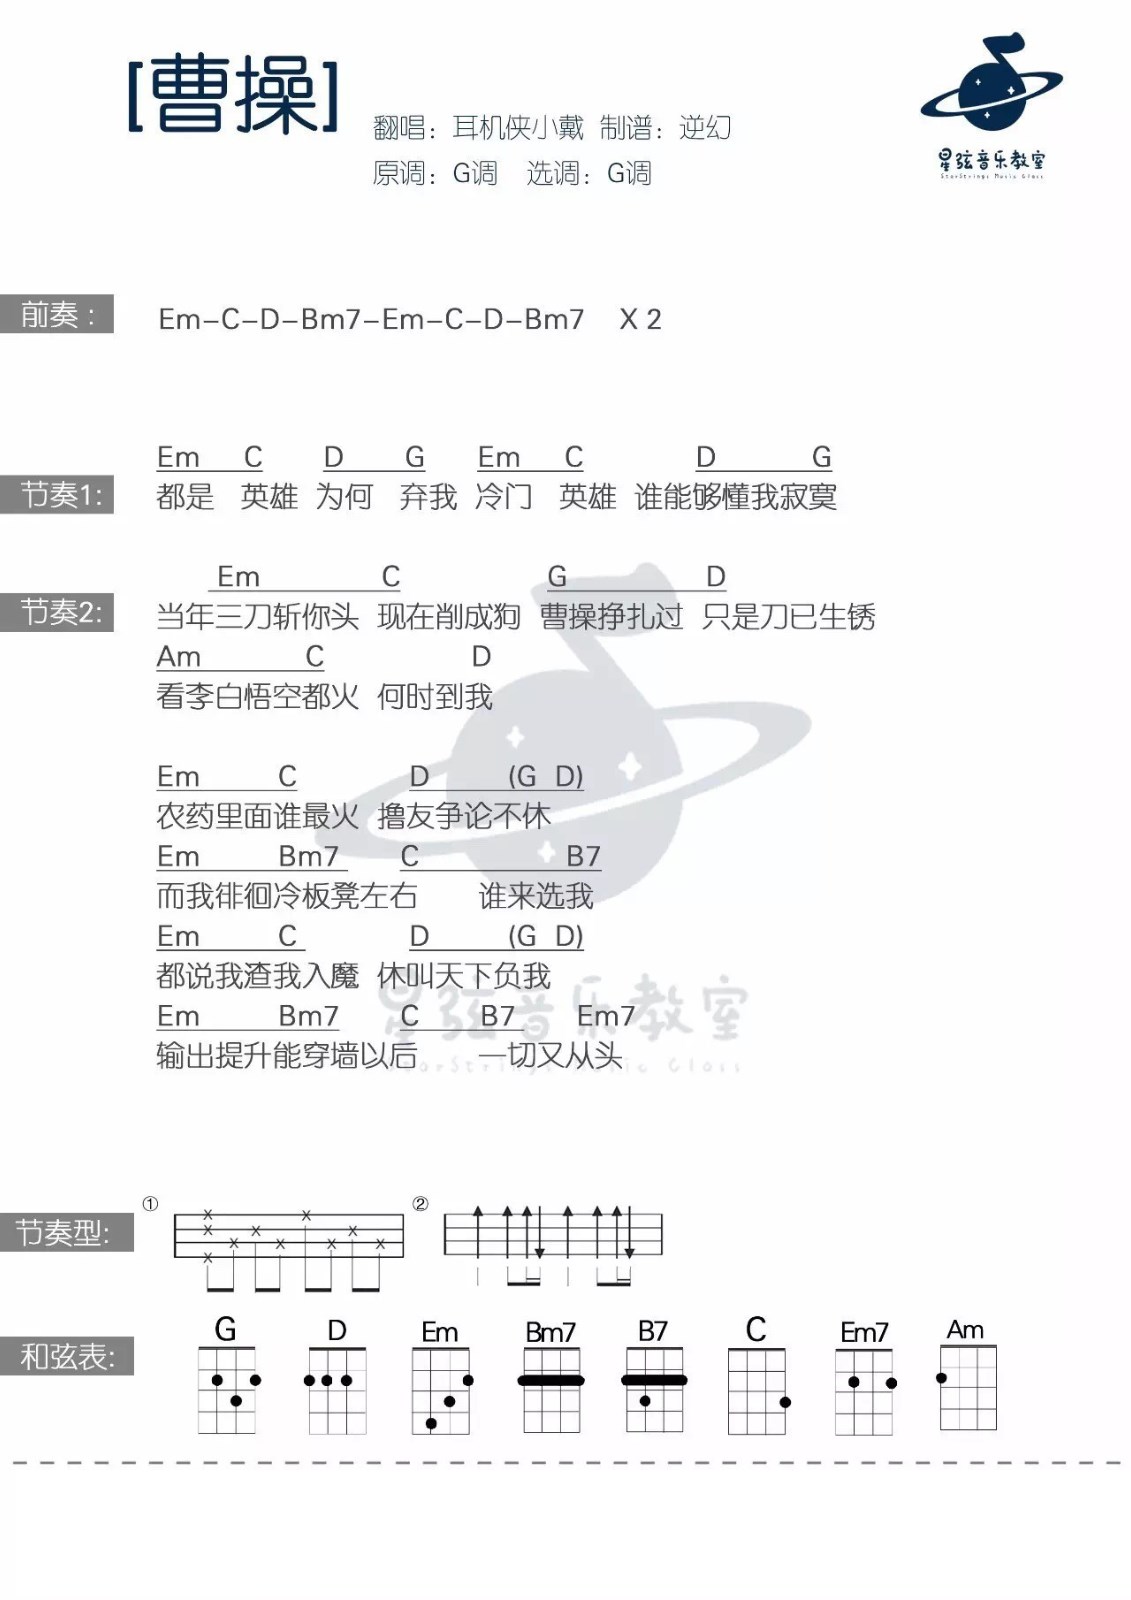 [曹操]
翻唱：耳机侠小戴 制谱：逆幻
原调：G调 选调：G调
星弦音乐教室
StarStrings Music Class
前奏：
Em-C-D-Bm7-Em-C-D-Bm7 X 2
Em C D G Em C D G
节奏1: 都是 英雄 为何 弃我 冷门 英雄 谁能够懂我寂寞
Em C G D
节奏2: 当年三刀斩你头 现在削成狗 曹操挣扎过 只是刀已生锈
Am C D
看李白悟空都火 何时到我
Em C D (G D)
农药里面谁最火 撸友争论不休
Em Bm7 C B7
而我徘徊冷板凳左右 谁来选我
Em C D (G D)
都说我渣我入魔 休叫天下负我
Em Bm7 C B7 Em7
输出提升能穿墙以后 一切又从头
星弦音乐教室
StarStrings Music Class
节奏型: ① ②
G D Em Bm7 B7 C Em7 Am
和弦表: